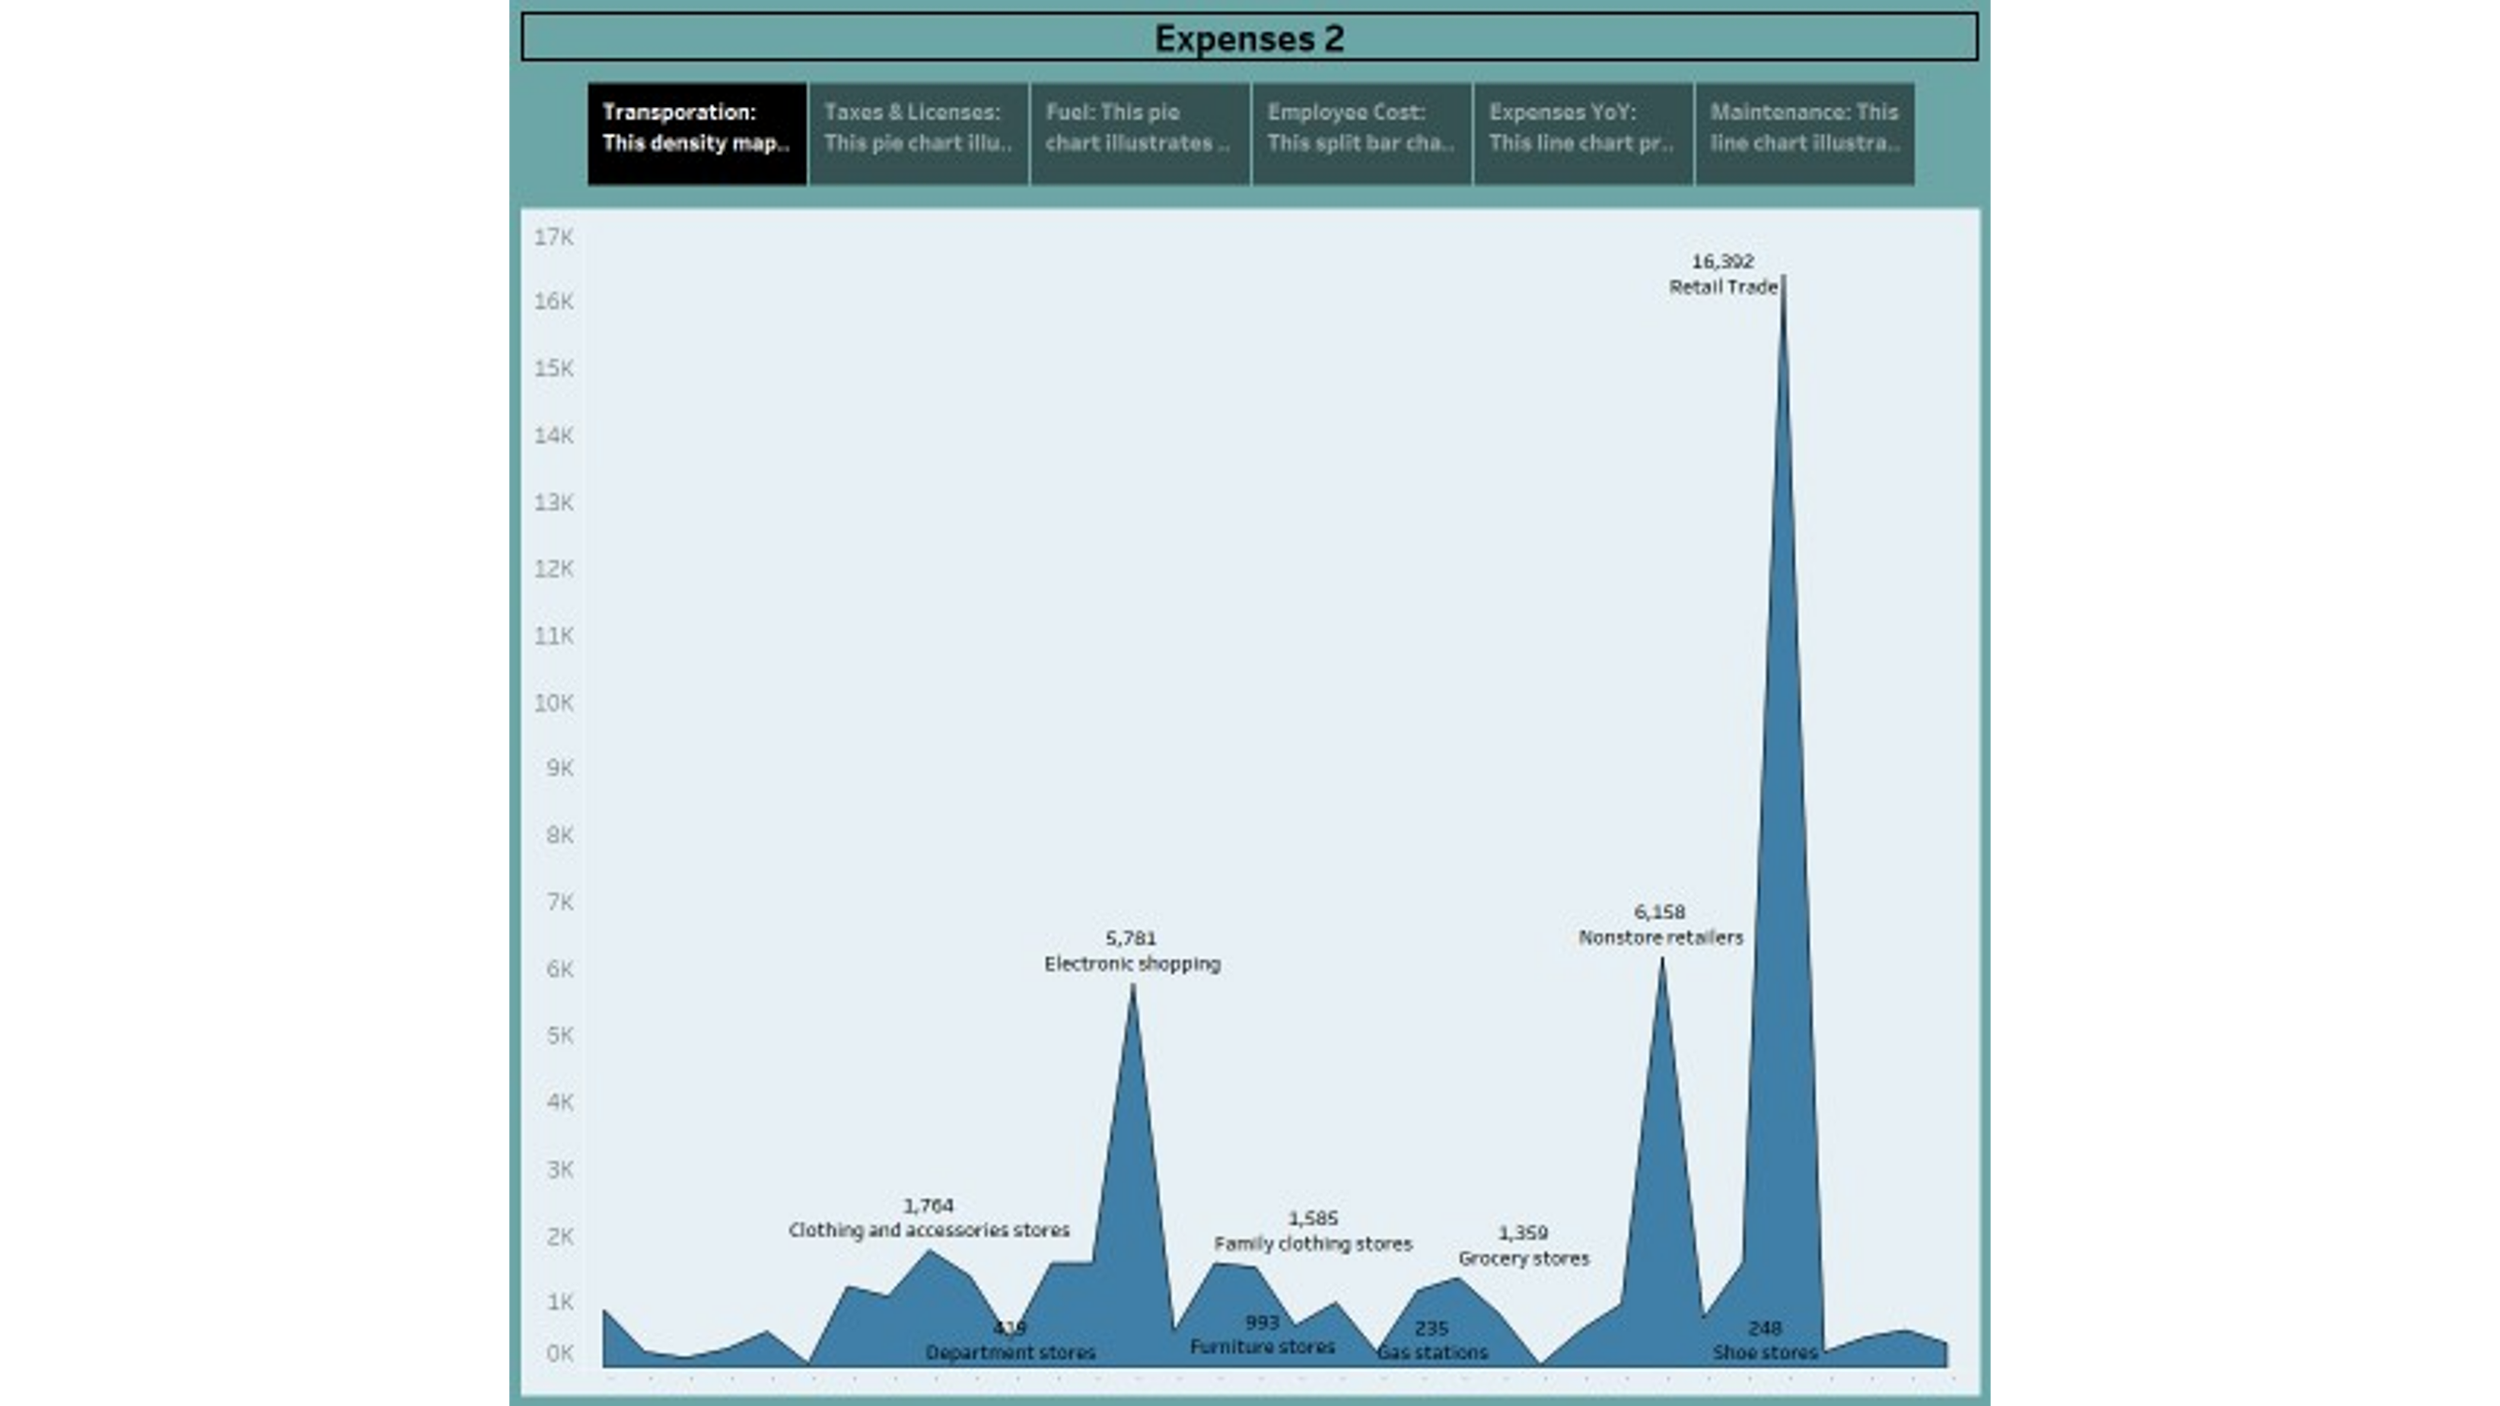 Expenses 2
Transporation:
This density map..
Taxes & Licenses:
This pie chart illu..
Fuel: This pie
chart illustrates ..
Employee Cost:
This split bar cha..
Expenses YoY:
This line chart pr..
Maintenance: This
line chart illustra..
17K
16K
15K
14K
13K
12K
11K
10K
9K
8K
7K
6K
5K
4K
3K
2K
1K
0K
16,392
Retail Trade
6,158
Nonstore retailers
5,781
Electronic shopping
1,764
Clothing and accessories stores
1,585
Family clothing stores
1,359
Grocery stores
419
Department stores
993
Furniture stores
235
Gas stations
248
Shoe stores